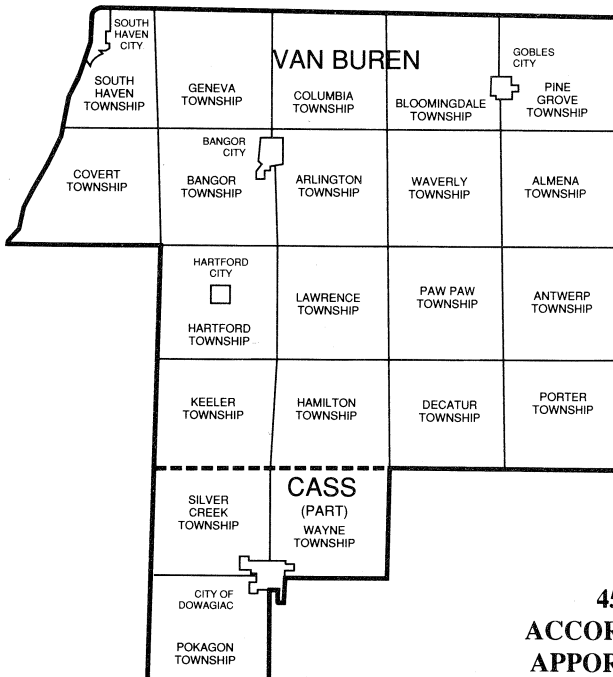 SOUTH
HAVEN
CITY
VAN BUREN
GOBLES
CITY
SOUTH
HAVEN
TOWNSHIP
GENEVA
TOWNSHIP
COLUMBIA
TOWNSHIP
BLOOMINGDALE
TOWNSHIP
PINE
GROVE
TOWNSHIP
BANGOR
CITY
COVERT
TOWNSHIP
BANGOR
TOWNSHIP
ARLINGTON
TOWNSHIP
WAVERLY
TOWNSHIP
ALMENA
TOWNSHIP
HARTFORD
CITY
HARTFORD
TOWNSHIP
LAWRENCE
TOWNSHIP
PAW PAW
TOWNSHIP
ANTWERP
TOWNSHIP
KEELER
TOWNSHIP
HAMILTON
TOWNSHIP
DECATUR
TOWNSHIP
PORTER
TOWNSHIP
CASS
(PART)
SILVER
CREEK
TOWNSHIP
WAYNE
TOWNSHIP
CITY OF
DOWAGIAC
POKAGON
TOWNSHIP
45
ACCOR
APPOR